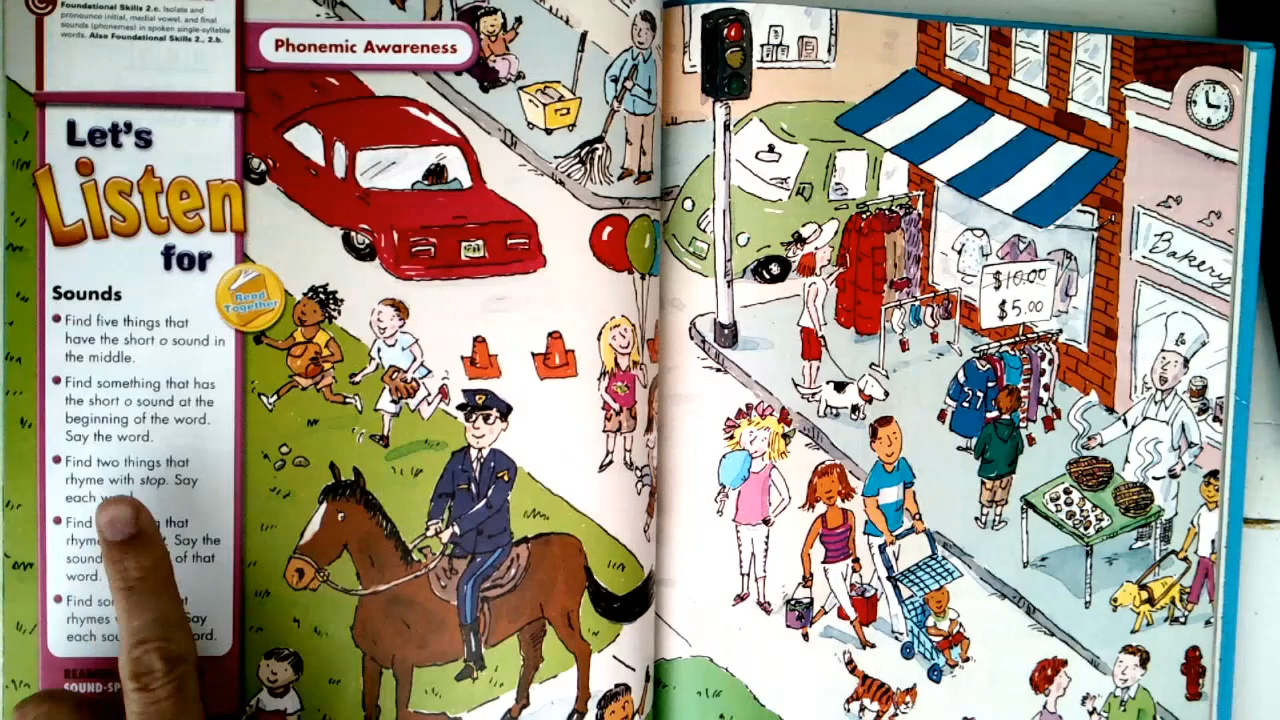 Foundational Skills 2.c. Isolate and
pronounce initial, medial vowel, and final
sounds (phonemes) in spoken single-syllable
words. Also Foundational Skills 2., 2.b.
Phonemic Awareness
Let's
Listen
for
Read
Together
Sounds
Find five things that
have the short o sound in
the middle.
Find something that has
the short o sound at the
beginning of the word.
Say the word.
Find two things that
rhyme with stop. Say
each
Find that
Say the
of that
word.
Find
rhymes Say
each
$10.00
$5.00
Bakery
27